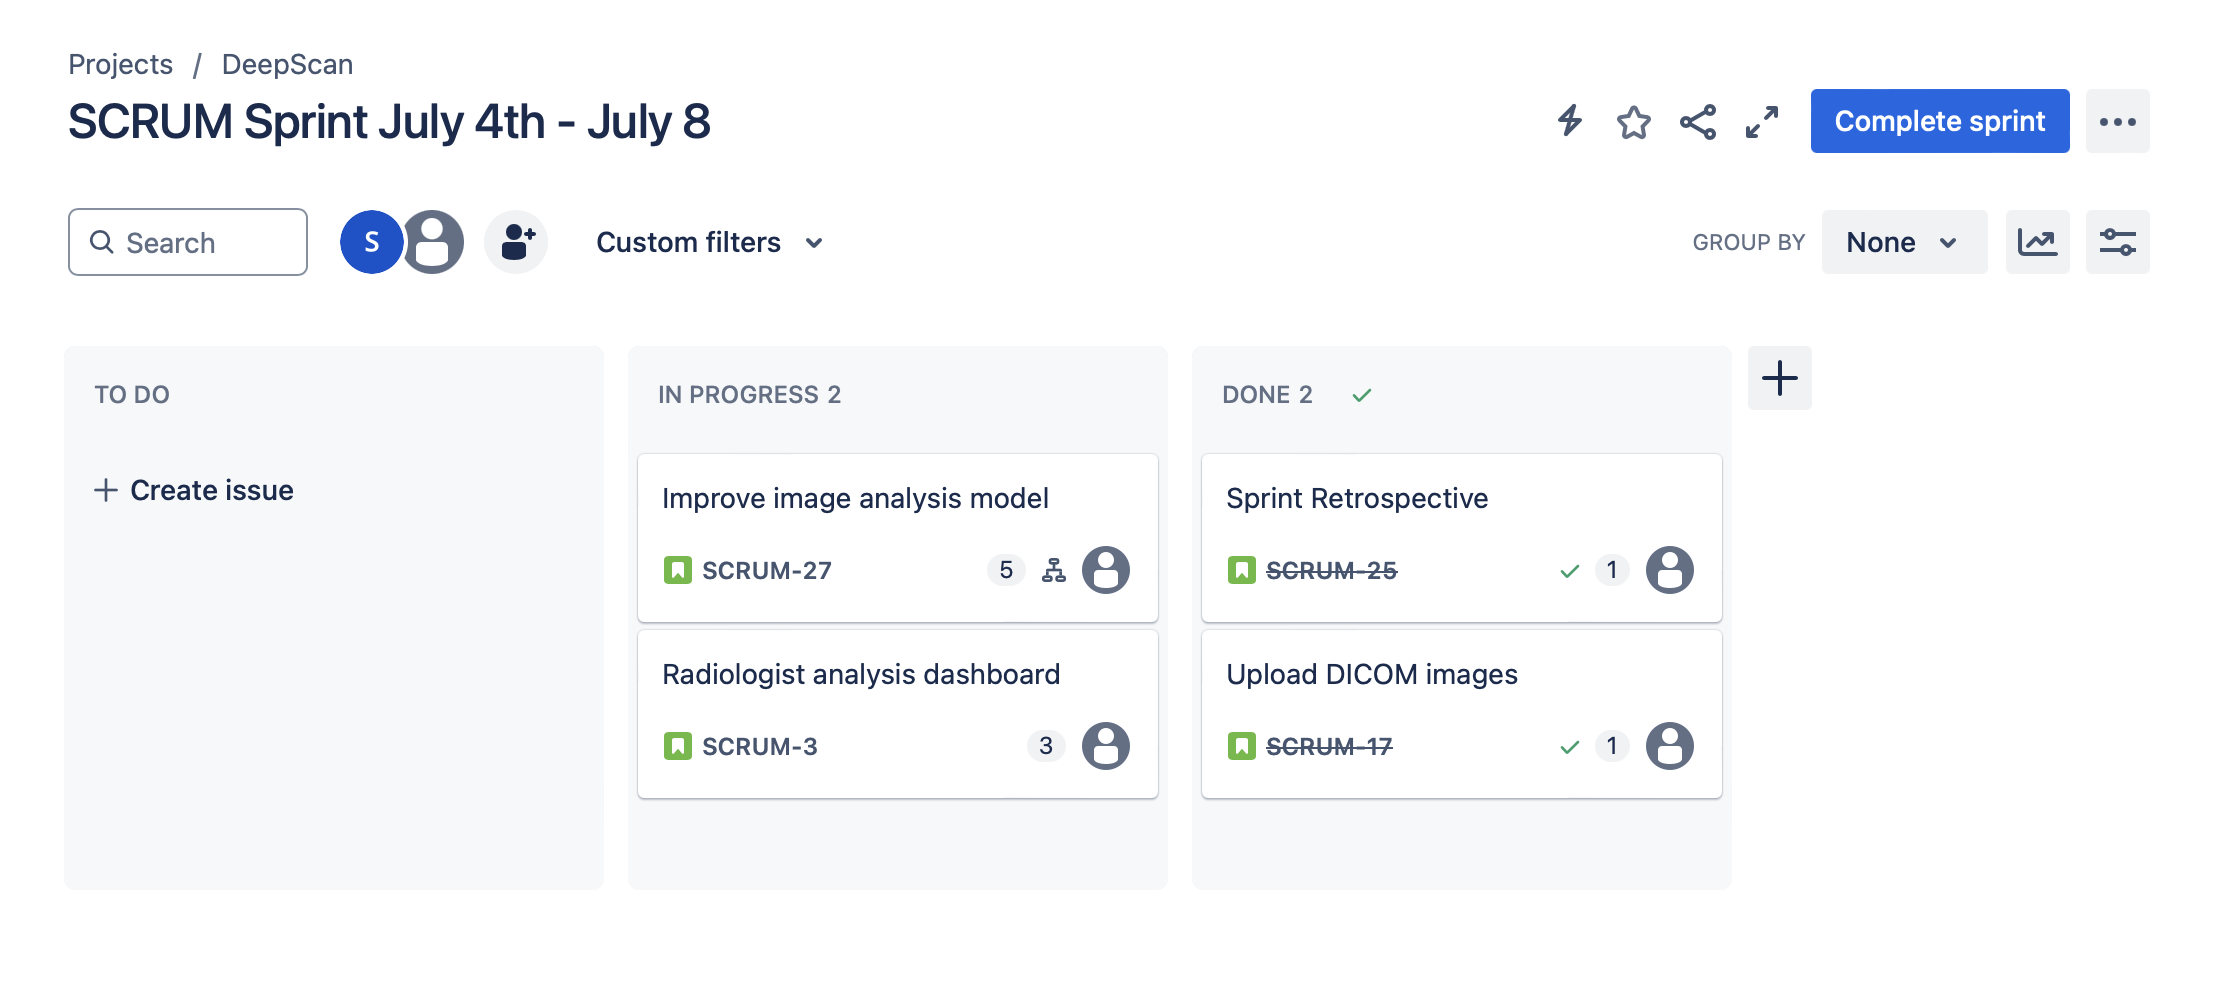 Projects / DeepScan
SCRUM Sprint July 4th - July 8
Complete sprint
Search
S
Custom filters
GROUP BY
None
TO DO
Create issue
IN PROGRESS 2
Improve image analysis model
SCRUM-27
5
Radiologist analysis dashboard
SCRUM-3
3
DONE 2
Sprint Retrospective
SCRUM-25
1
Upload DICOM images
SCRUM-17
1